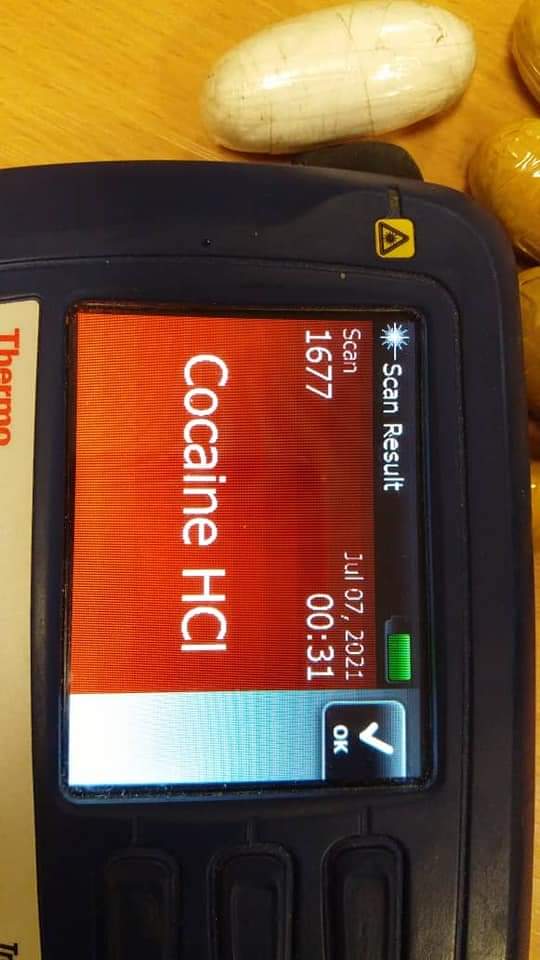 Scan Result
Scan
Jul 07, 2021
1677
00:31
Cocaine HCl
OK
Thermo